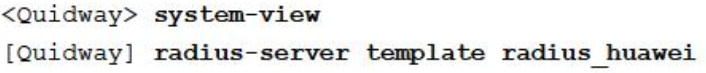 <Quidway> system-view
[Quidway] radius-server template radius_huawei